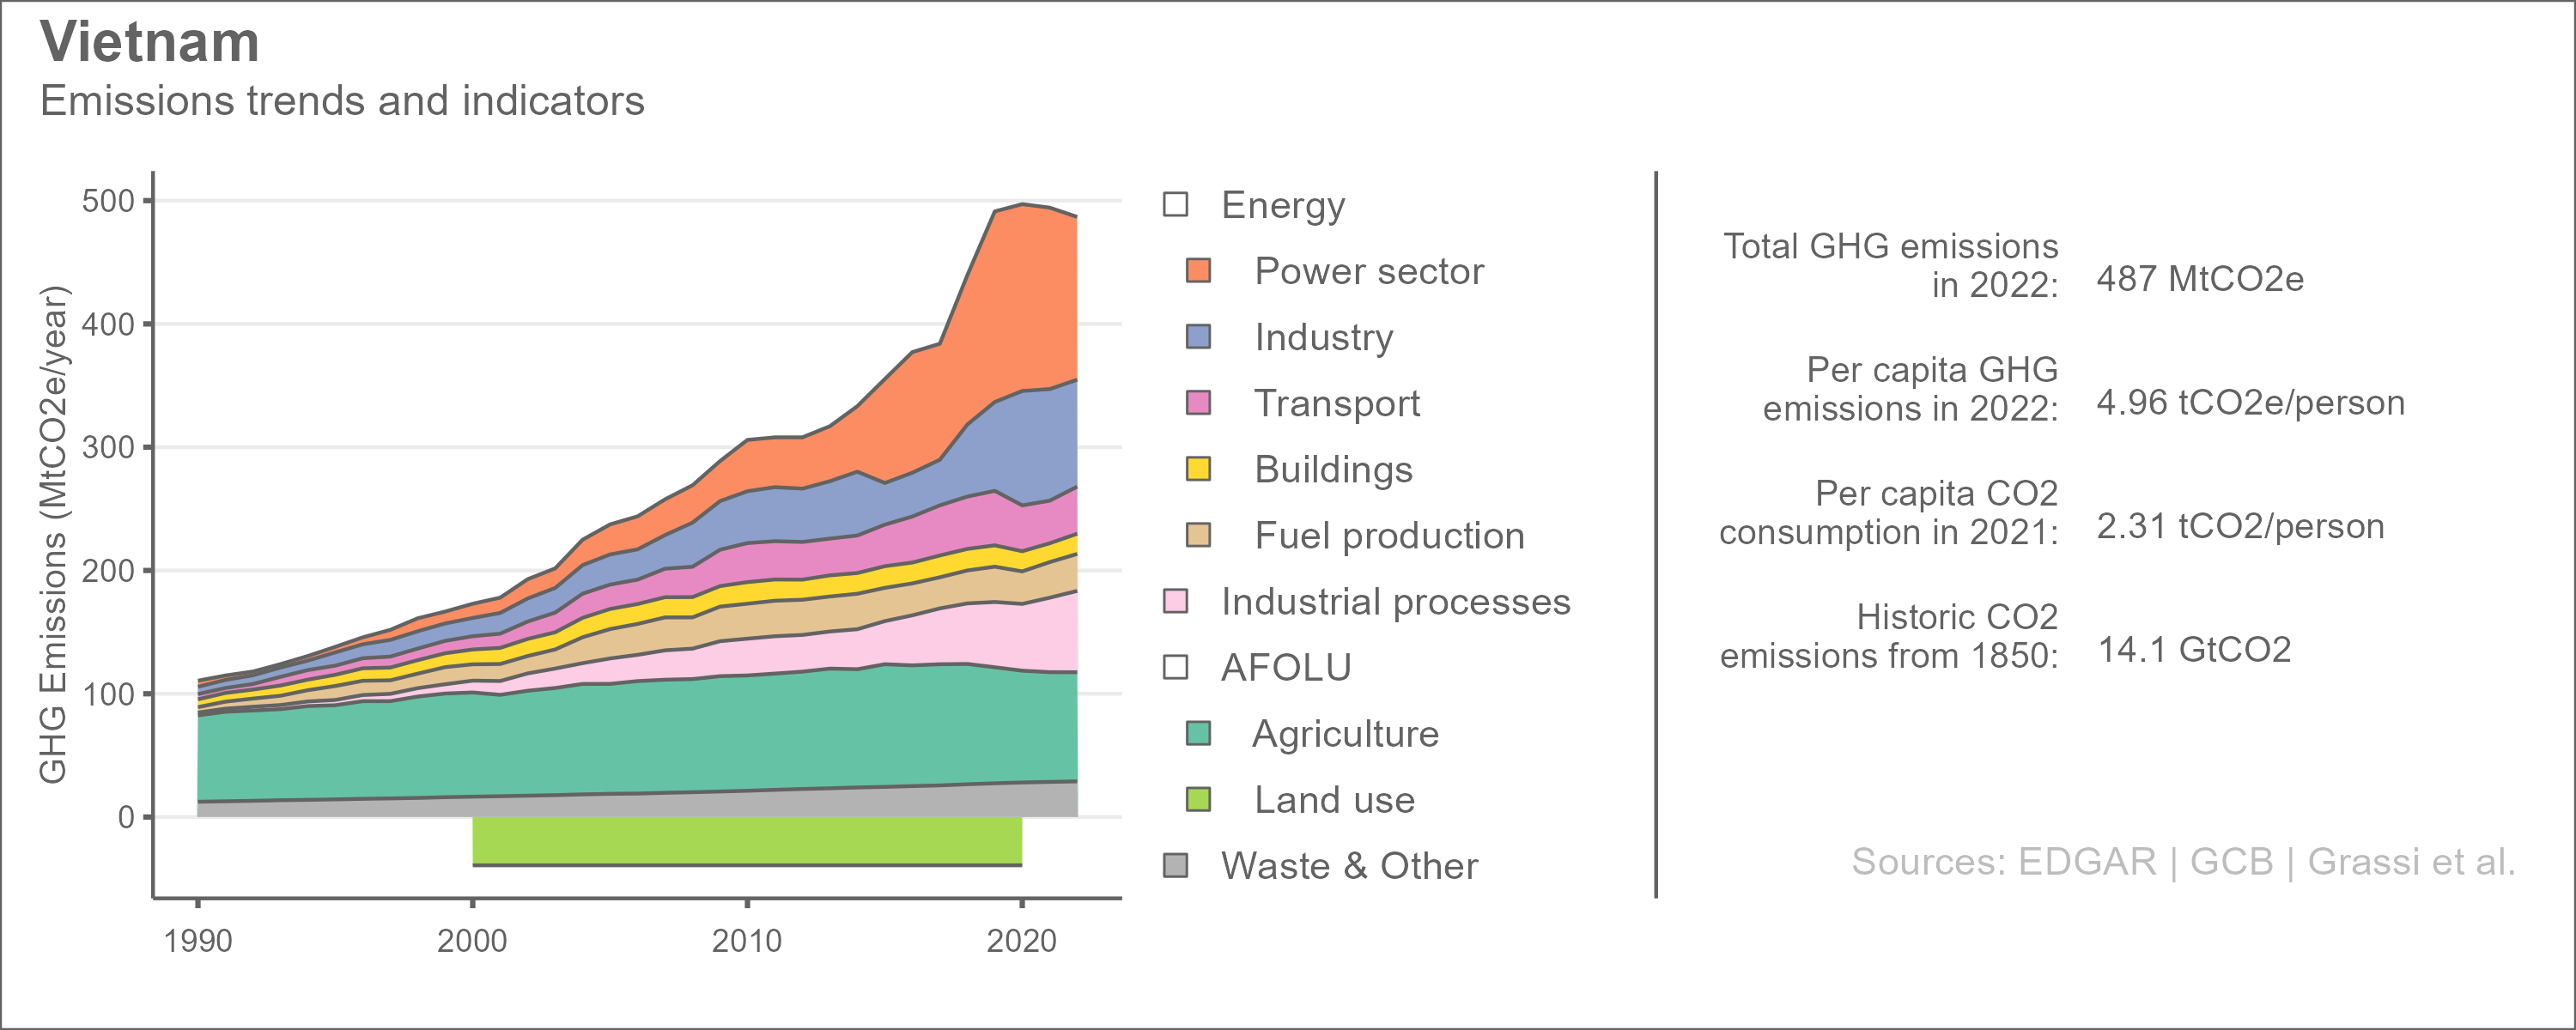 Vietnam
Emissions trends and indicators
GHG Emissions (MtCO2e/year)
500
400
300
200
100
0
1990
2000
2010
2020
Energy
Power sector
Industry
Transport
Buildings
Fuel production
Industrial processes
AFOLU
Agriculture
Land use
Waste & Other
Total GHG emissions
in 2022:
487 MtCO2e
Per capita GHG
emissions in 2022:
4.96 tCO2e/person
Per capita CO2
consumption in 2021:
2.31 tCO2/person
Historic CO2
emissions from 1850:
14.1 GtCO2
Sources: EDGAR | GCB | Grassi et al.